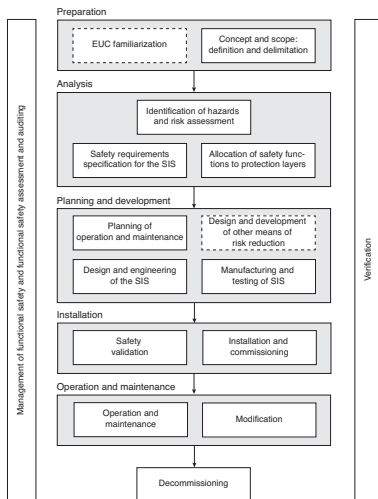 Preparation
EUC familiarization
Concept and scope:
definition and delimitation
Analysis
Identification of hazards
and risk assessment
Safety requirements
specification for the SIS
Allocation of safety func-
tions to protection layers
Planning and development
Planning of
operation and maintenance
Design and development
of other means of
risk reduction
Design and engineering
of the SIS
Manufacturing and
testing of SIS
Installation
Safety
validation
Installation and
commissioning
Operation and maintenance
Operation and
maintenance
Modification
Decommissioning
Management of functional safety and functional safety assessment and auditing
Verification